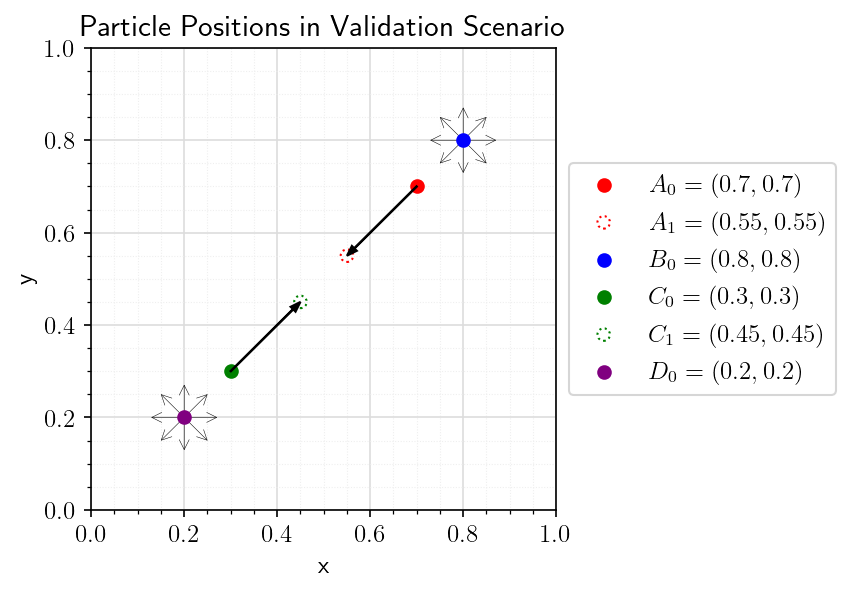 Particle Positions in Validation Scenario
1.0
0.8
0.6
0.4
0.2
0.0
y
0.0 0.2 0.4 0.6 0.8 1.0
x
A_0 = (0.7, 0.7)
A_1 = (0.55, 0.55)
B_0 = (0.8, 0.8)
C_0 = (0.3, 0.3)
C_1 = (0.45, 0.45)
D_0 = (0.2, 0.2)